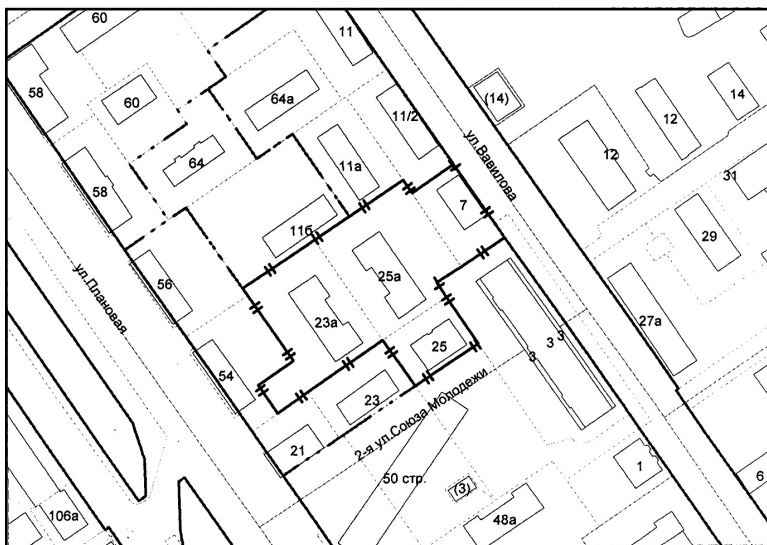 60
11
58
60
64а
11/2
(14)
12
14
ул.Вавилова
12
64
11а
58
31
7
29
11б
25а
ул.Плановая
56
23а
27а
25
3
3
3
54
23
2-я ул.Союза Молодежи
21
50 стр.
1
6
(3)
106а
48а